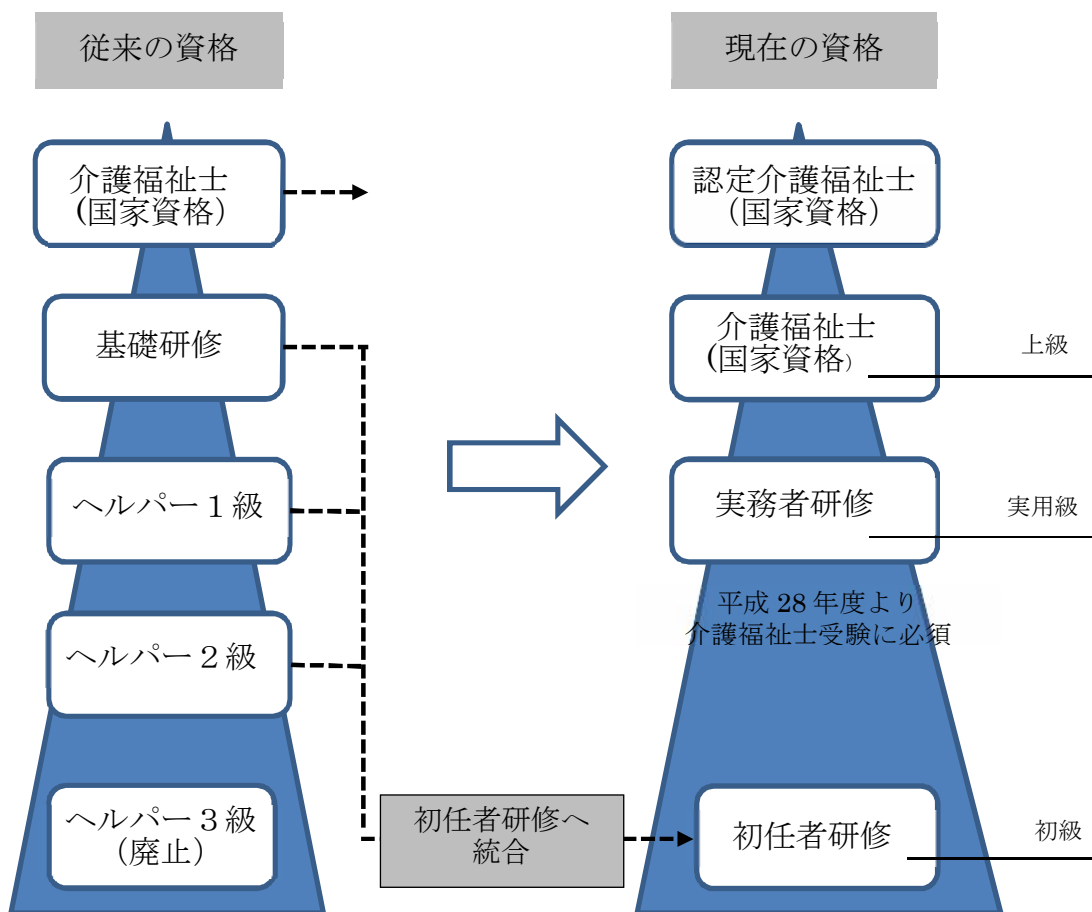 従来の資格
介護福祉士
(国家資格)
基礎研修
ヘルパー１級
ヘルパー２級
ヘルパー３級
（廃止）
初任者研修へ
統合
現在の資格
認定介護福祉士
（国家資格）
介護福祉士
(国家資格）
上級
実務者研修
実用級
平成 28 年度より
介護福祉士受験に必須
初任者研修
初級